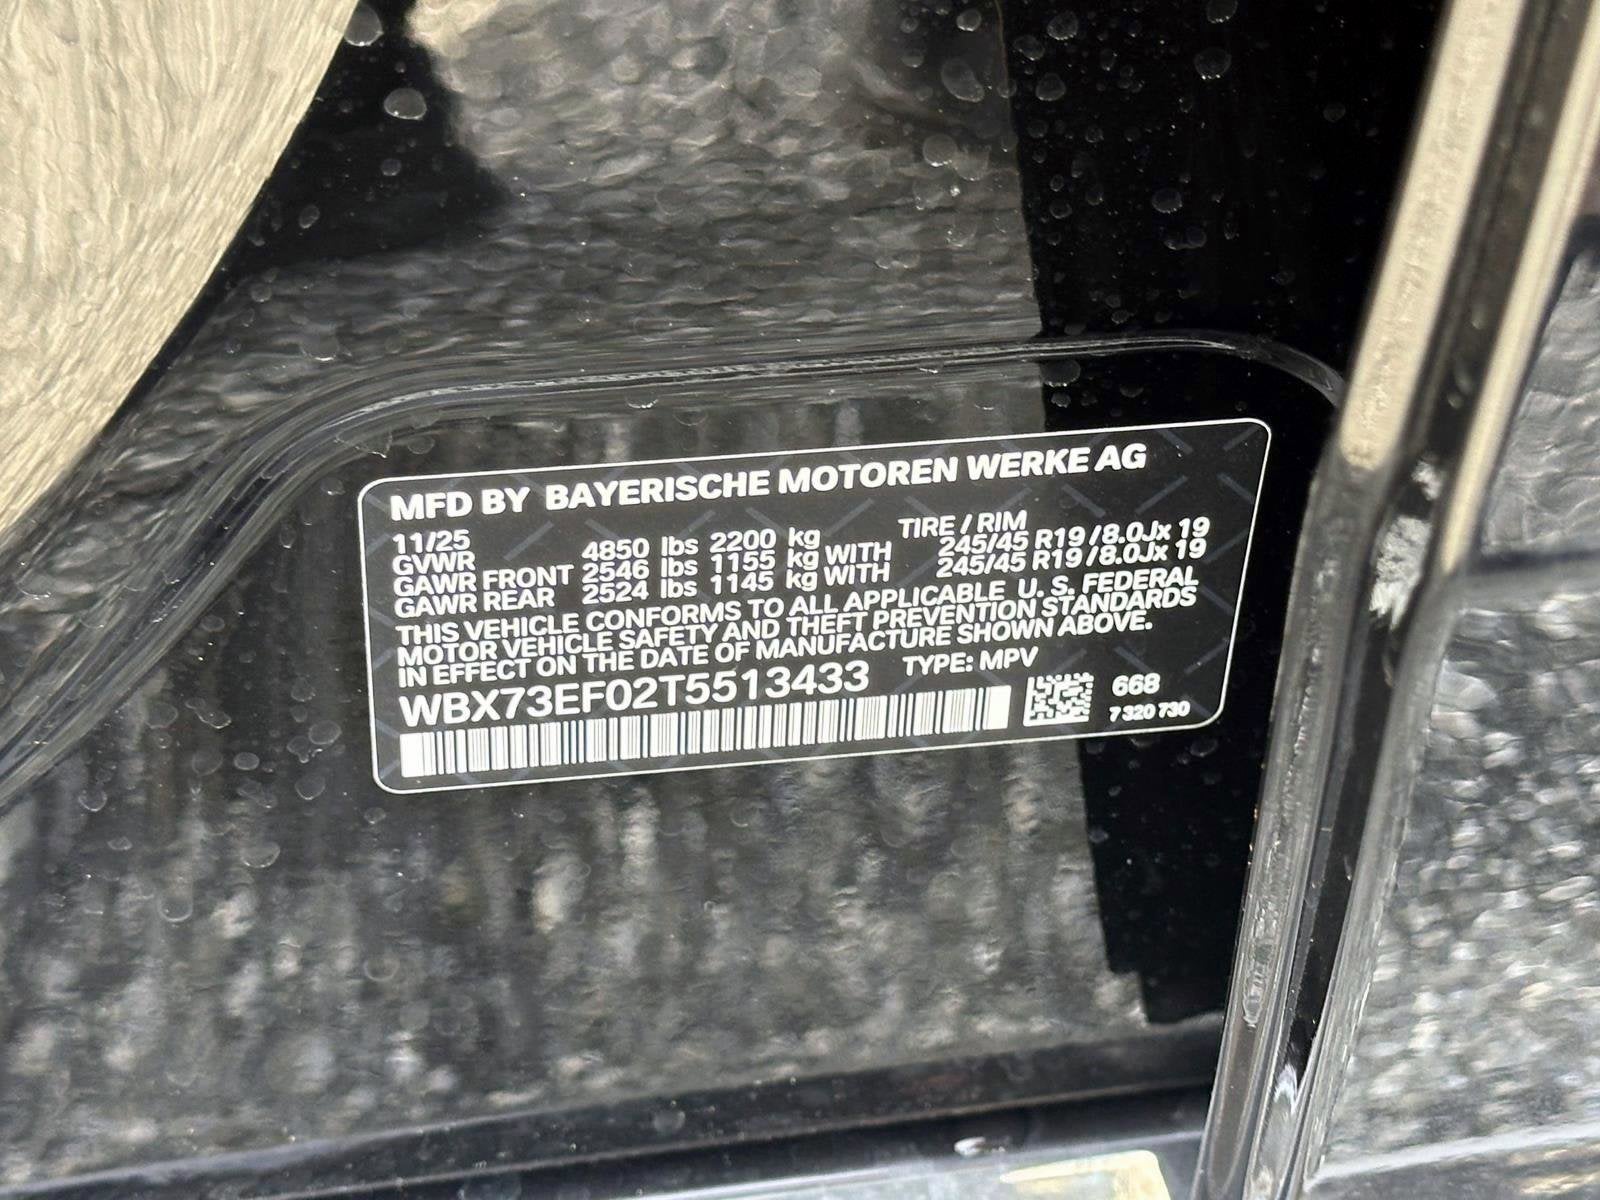 MFD BY BAYERISCHE MOTOREN WERKE AG
11/25 TIRE / RIM
GVWR 4850 lbs 2200 kg
GAWR FRONT 2546 lbs 1155 kg WITH 245/45 R19 /8.0Jx 19
GAWR REAR 2524 lbs 1145 kg WITH 245/45 R19 /8.0Jx 19
THIS VEHICLE CONFORMS TO ALL APPLICABLE U. S. FEDERAL
MOTOR VEHICLE SAFETY AND THEFT PREVENTION STANDARDS
IN EFFECT ON THE DATE OF MANUFACTURE SHOWN ABOVE.
WBX73EF02T5513433 TYPE: MPV
668
7 320 730